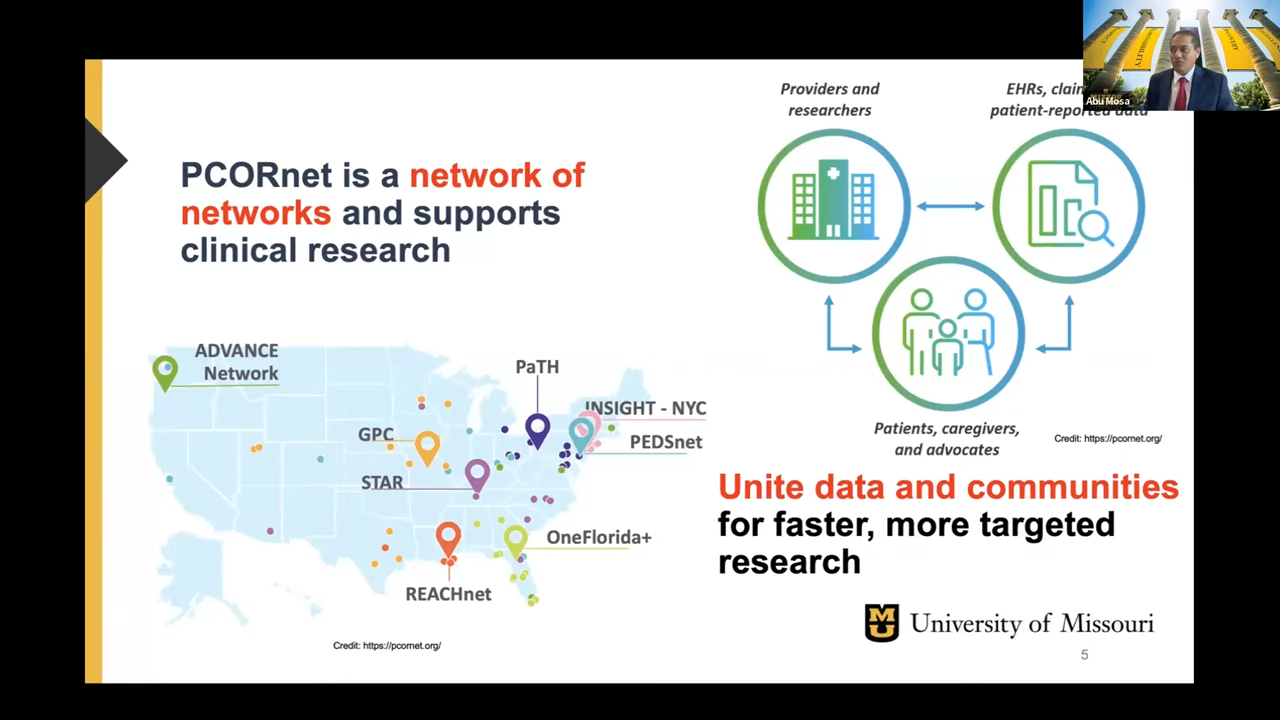 PCORnet is a network of
networks and supports
clinical research
ADVANCE
Network
PaTH
INSIGHT - NYC
GPC
PEDSnet
STAR
OneFlorida+
REACHnet
Credit: https://pcornet.org/
Providers and
researchers
EHRs,
patient-reported data
Patients, caregivers,
and advocates
Credit: https://pcornet.org/
Unite data and communities
for faster, more targeted
research
University of Missouri
5
Abu Mosa